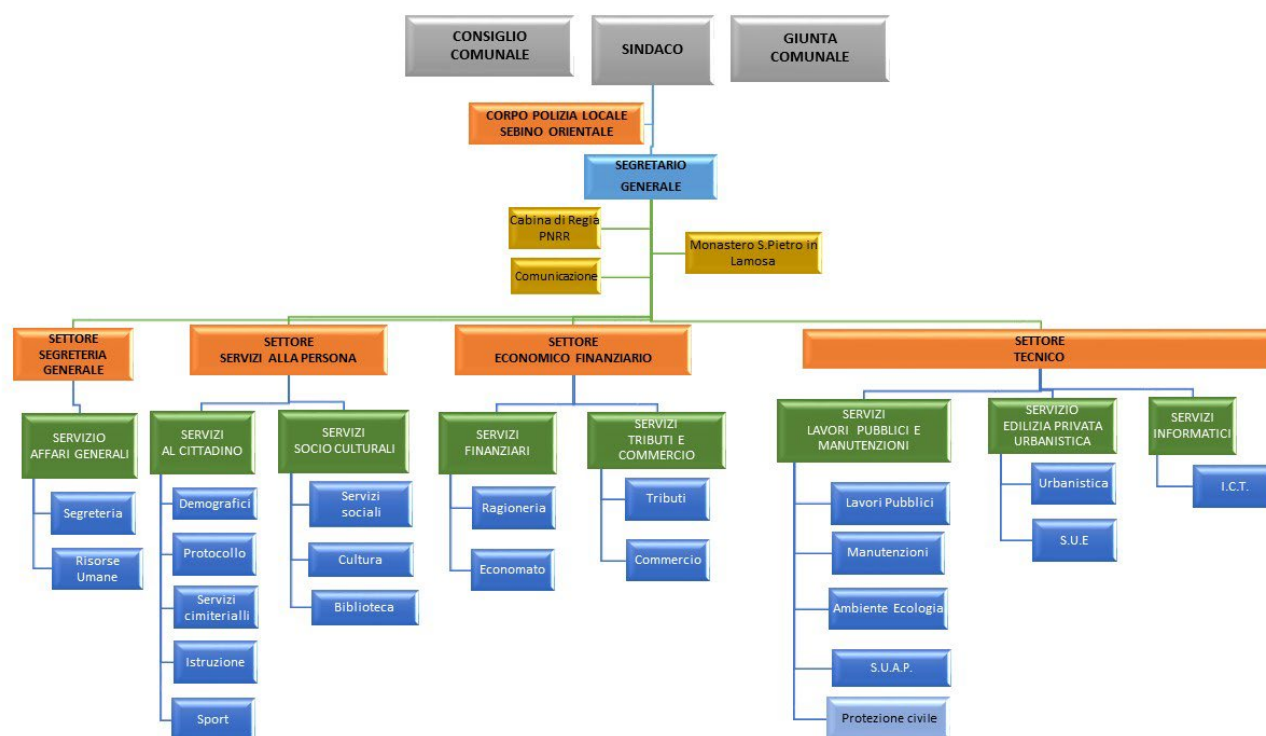 CONSIGLIO
COMUNALE
SINDACO
GIUNTA
COMUNALE
CORPO POLIZIA LOCALE
SEBINO ORIENTALE
SEGRETARIO
GENERALE
Cabina di Regia
PNRR
Monastero S.Pietro in
Lamosa
Comunicazione
SETTORE
SEGRETERIA
GENERALE
SETTORE
SERVIZI ALLA PERSONA
SETTORE
ECONOMICO FINANZIARIO
SETTORE
TECNICO
SERVIZIO
AFFARI GENERALI
SERVIZI
AL CITTADINO
SERVIZI
SOCIO CULTURALI
SERVIZI
FINANZIARI
SERVIZI
TRIBUTI E
COMMERCIO
SERVIZI
LAVORI PUBBLICI E
MANUTENZIONI
SERVIZIO
EDILIZIA PRIVATA
URBANISTICA
SERVIZI
INFORMATICI
Segreteria
Risorse
Umane
Demografici
Protocollo
Servizi
cimiterialli
Istruzione
Sport
Servizi
sociali
Cultura
Biblioteca
Ragioneria
Economato
Tributi
Commercio
Lavori Pubblici
Manutenzioni
Ambiente Ecologia
S.U.A.P.
Protezione civile
Urbanistica
S.U.E
I.C.T.